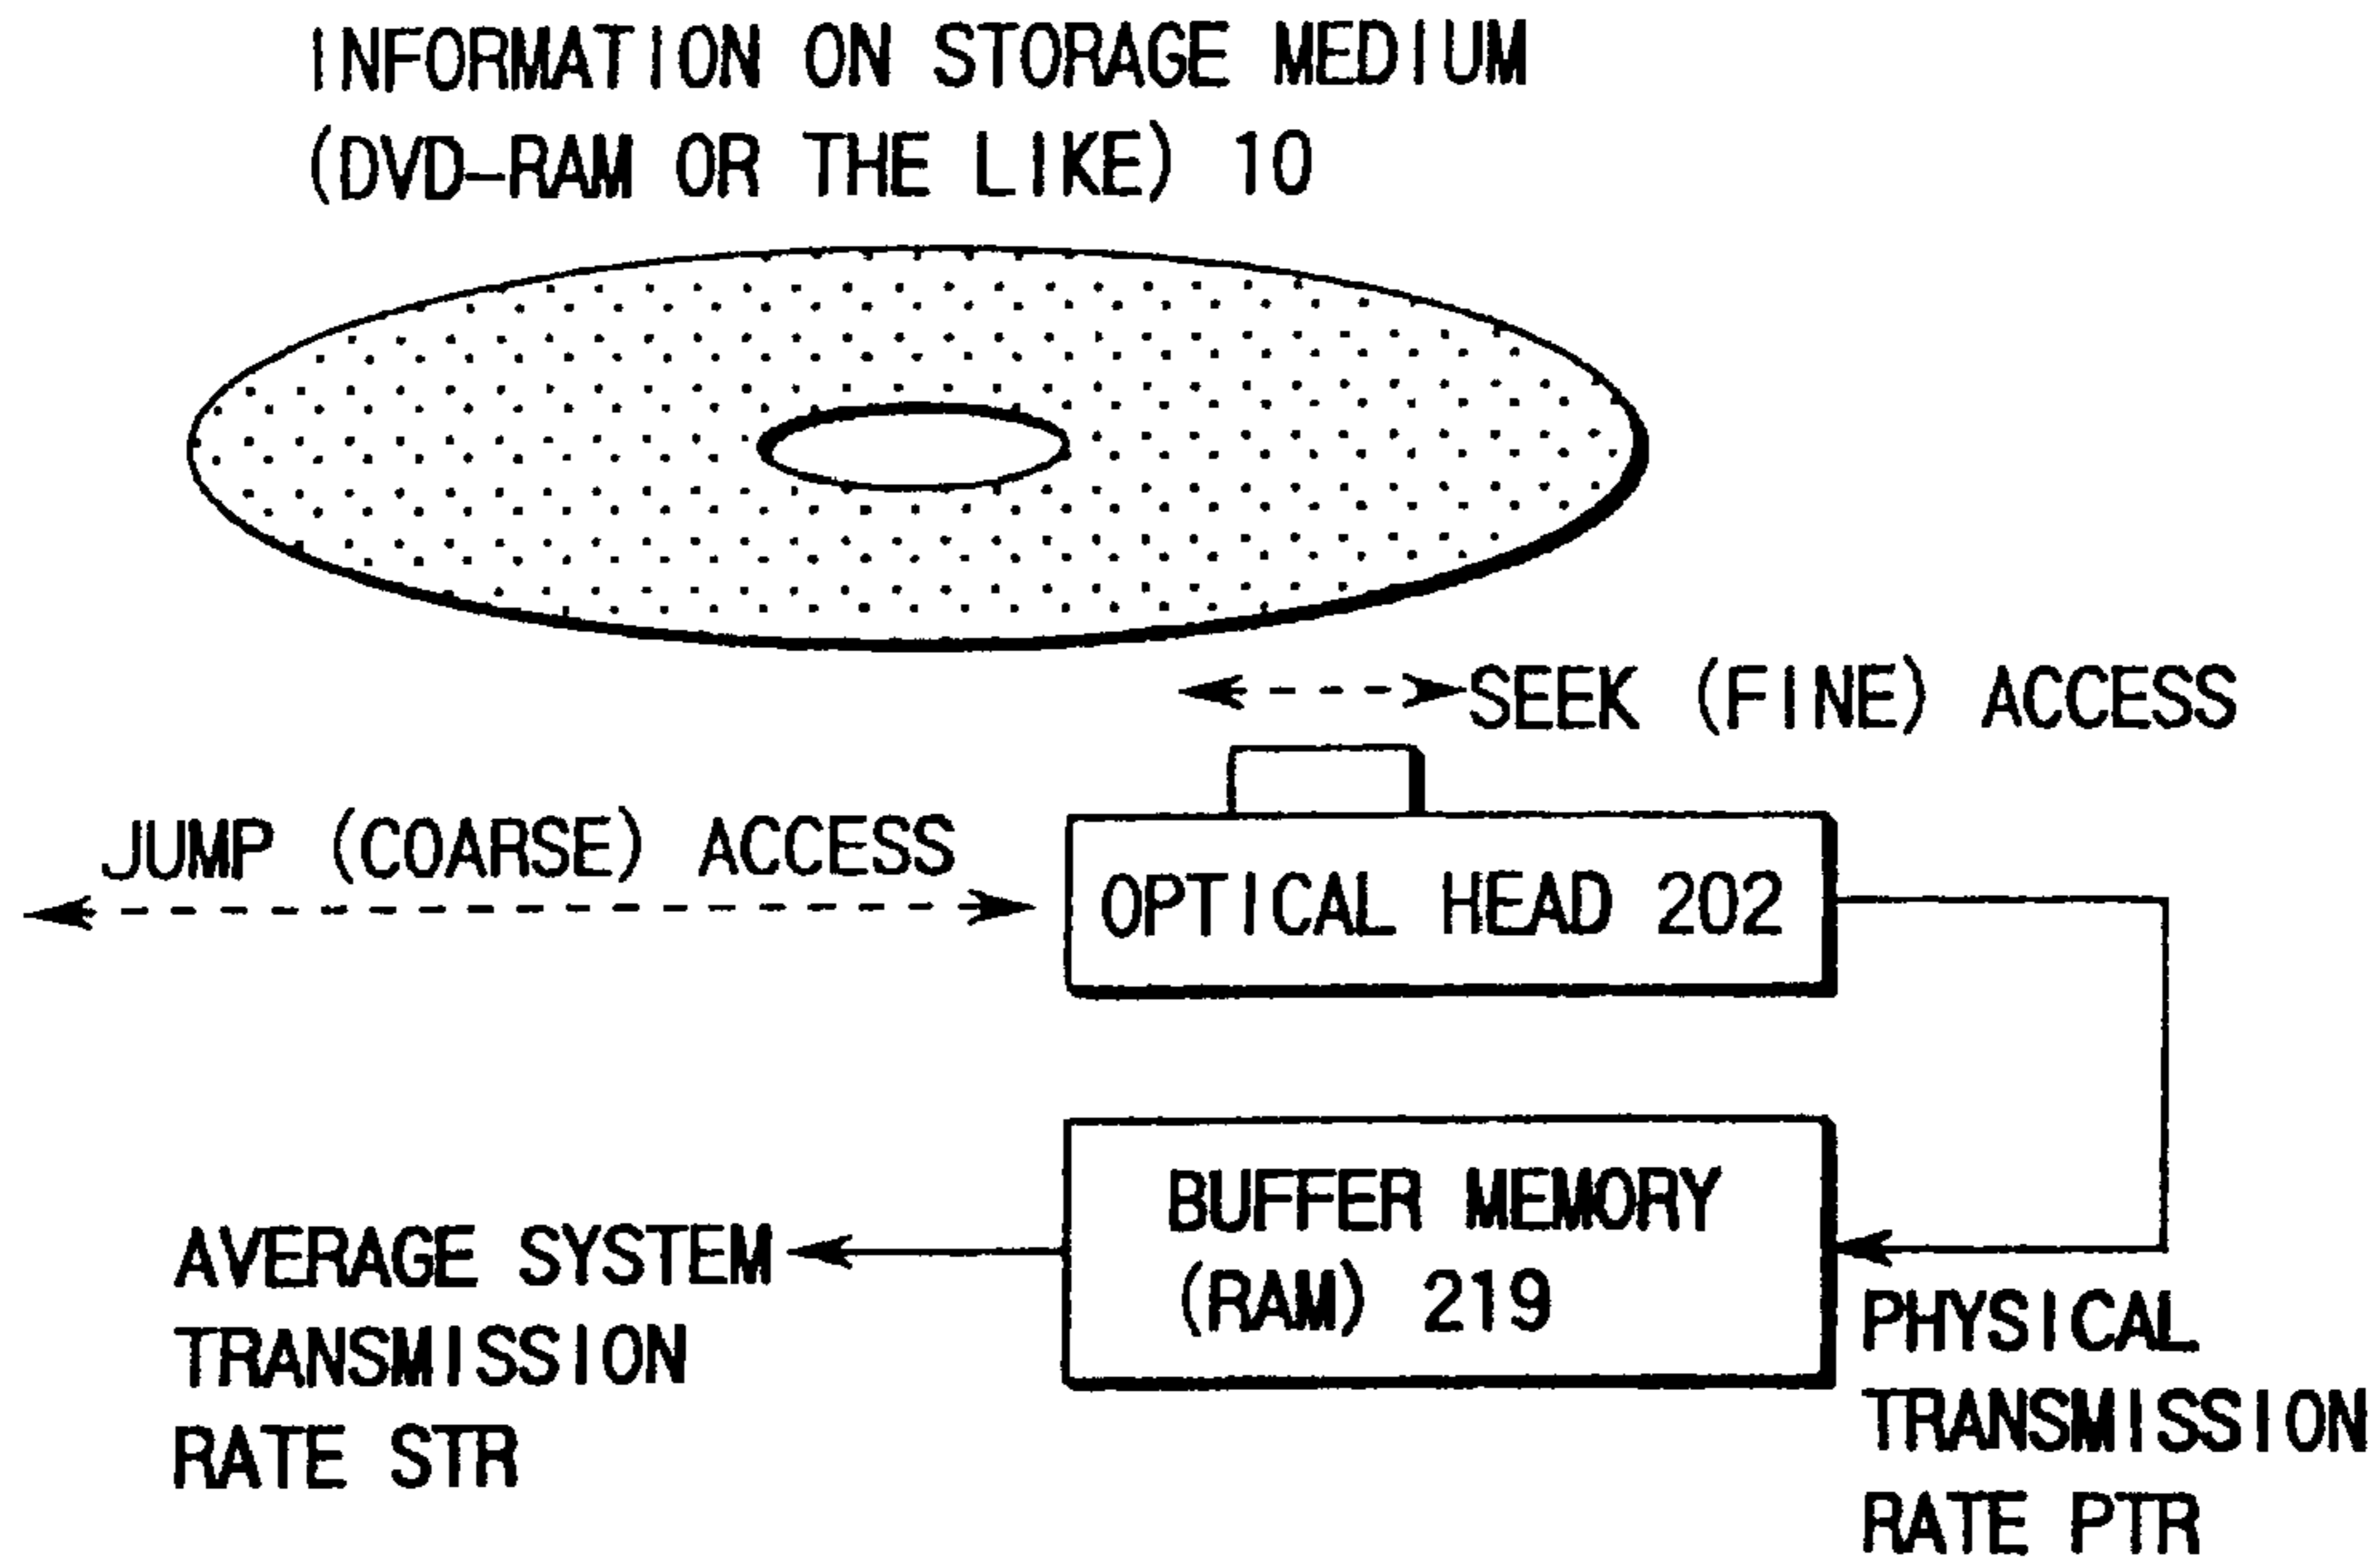 INFORMATION ON STORAGE MEDIUM
(DVD-RAM OR THE LIKE) 10
SEEK (FINE) ACCESS
JUMP (COARSE) ACCESS
OPTICAL HEAD 202
BUFFER MEMORY
(RAM) 219
AVERAGE SYSTEM
TRANSMISSION
RATE STR
PHYSICAL
TRANSMISSION
RATE PTR